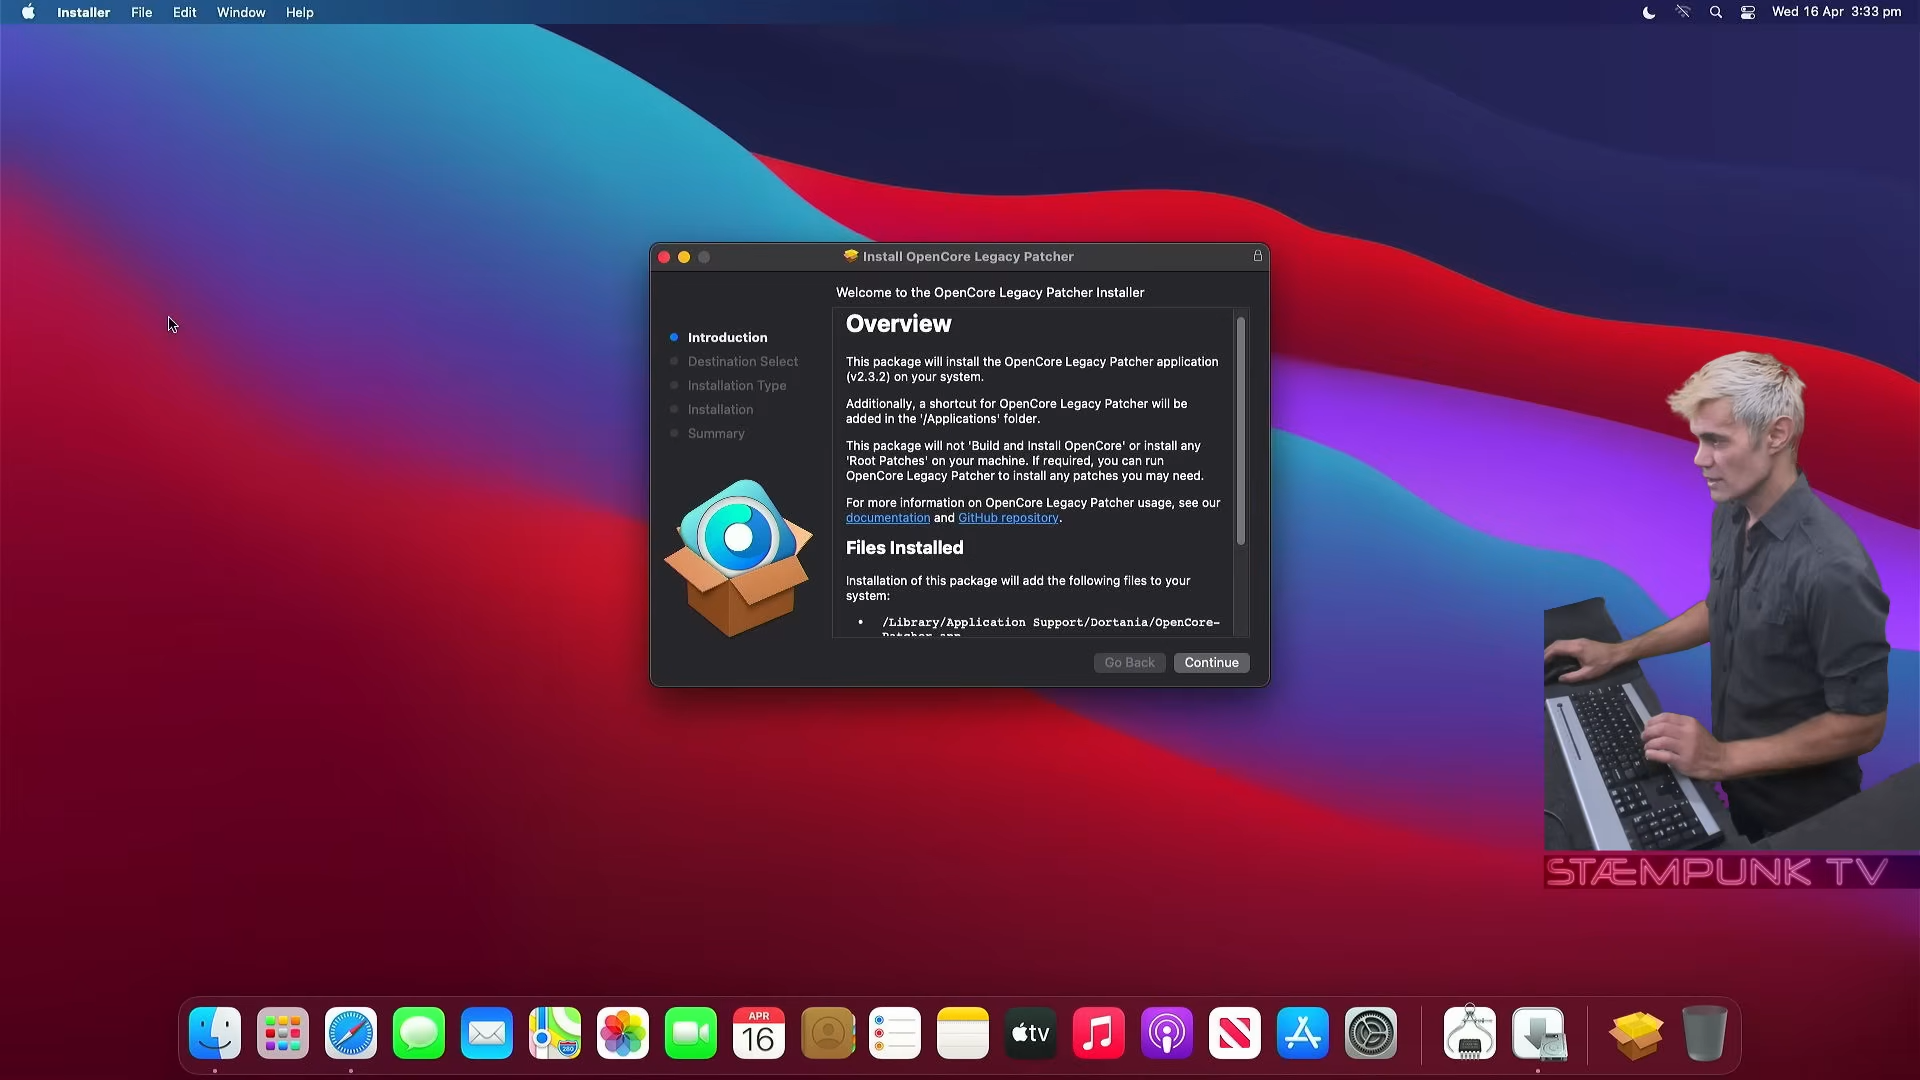 Installer File Edit Window Help
Wed 16 Apr 3:33 pm
Install OpenCore Legacy Patcher
Welcome to the OpenCore Legacy Patcher Installer
Introduction
Destination Select
Installation Type
Installation
Summary
Overview
This package will install the OpenCore Legacy Patcher application
(v2.3.2) on your system.
Additionally, a shortcut for OpenCore Legacy Patcher will be
added in the '/Applications' folder.
This package will not 'Build and Install OpenCore' or install any
'Root Patches' on your machine. If required, you can run
OpenCore Legacy Patcher to install any patches you may need.
For more information on OpenCore Legacy Patcher usage, see our
documentation and GitHub repository.
Files Installed
Installation of this package will add the following files to your
system:
• /Library/Application Support/Dortania/OpenCore-
Patcher.app
Go Back Continue
STÆMPUNK TV
280
APR
16
tv